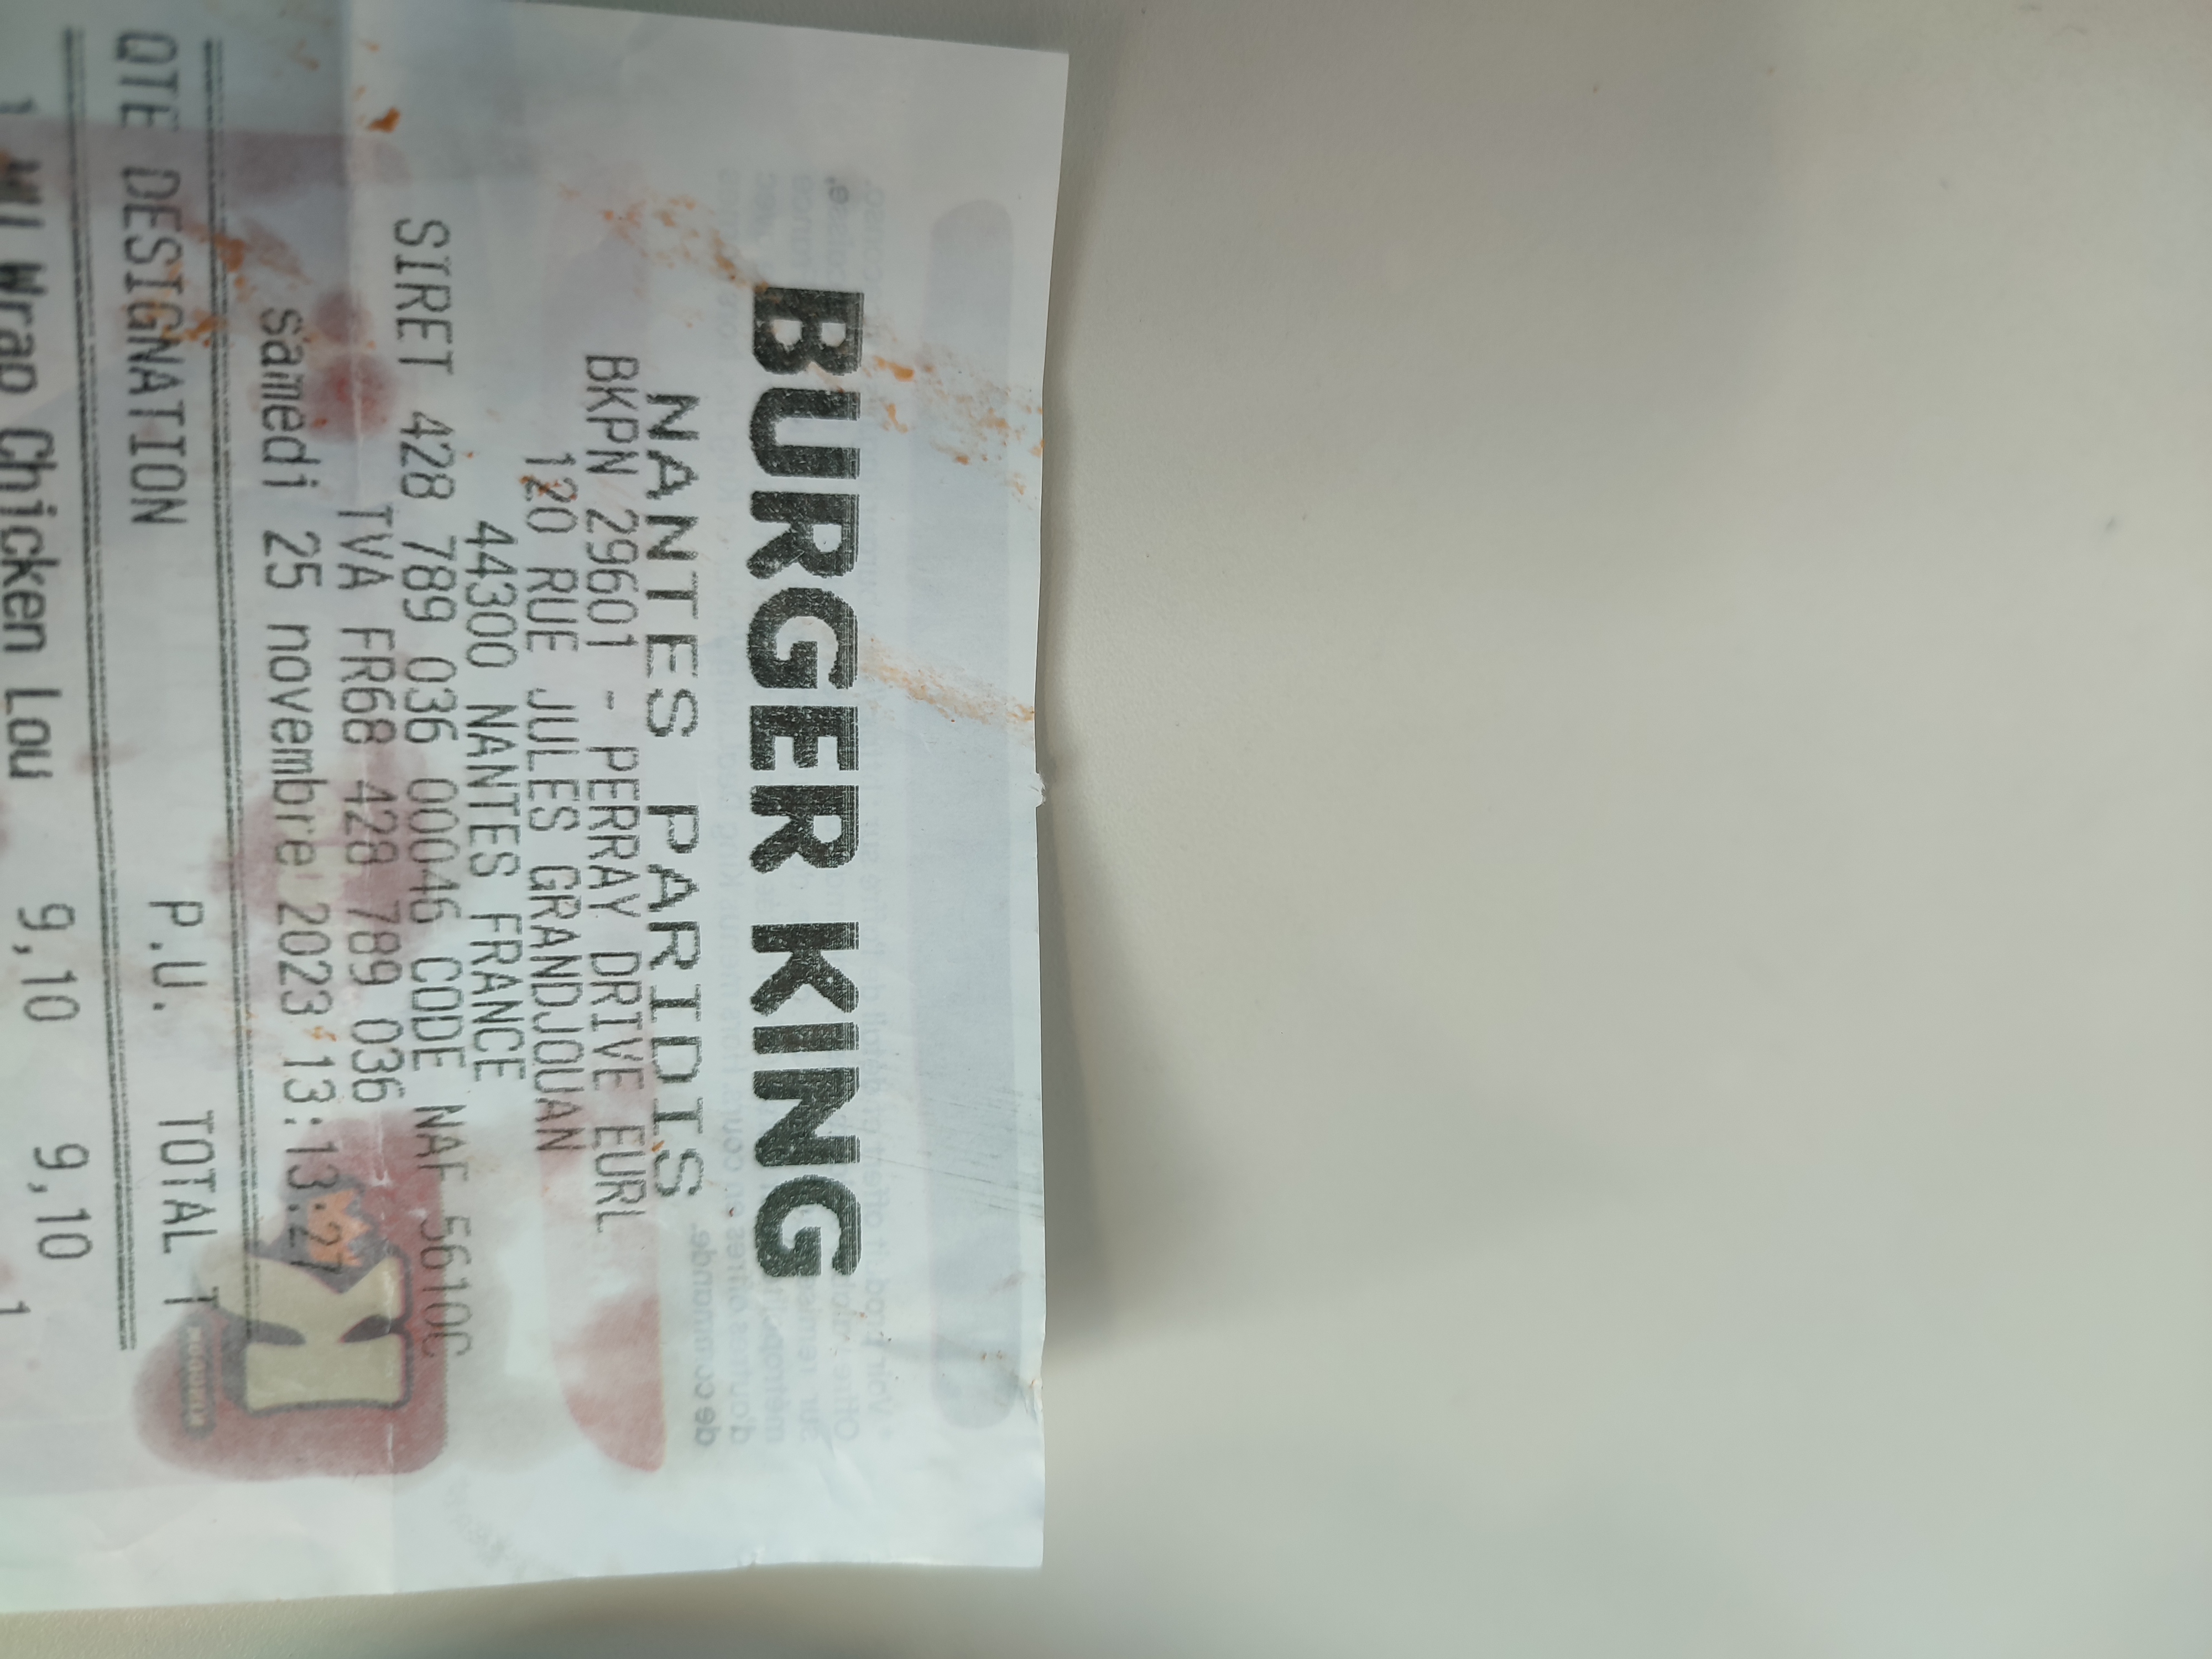 BURGER KING
NANTES PARIDIS
BKPN 29601 - PERRAY DRIVE EURL
120 RUE JULES GRANDJOUAN
44300 NANTES FRANCE
SIRET 428 789 036 00046 CODE NAF 5610C
TVA FR68 428 789 036
samedi 25 novembre 2023 13:13:27
QTE DESIGNATION P.U. TOTAL T
1 Wrap Chicken Lou 9,10 9,10 1